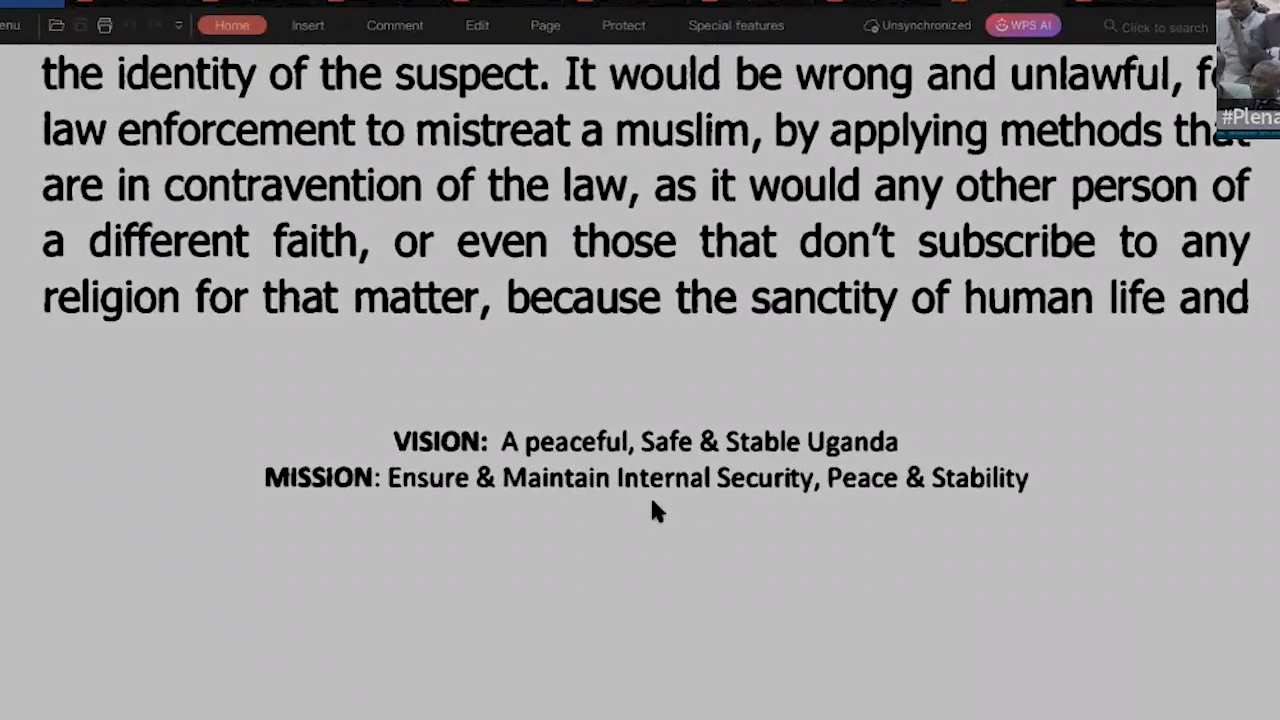 enu Home Insert Comment Edit Page Protect Special features Unsynchronized WPS AI Click to search
the identity of the suspect. It would be wrong and unlawful,
#Plena
law enforcement to mistreat a muslim, by applying methods that
are in contravention of the law, as it would any other person of
a different faith, or even those that don't subscribe to any
religion for that matter, because the sanctity of human life and
VISION: A peaceful, Safe & Stable Uganda
MISSION: Ensure & Maintain Internal Security, Peace & Stability